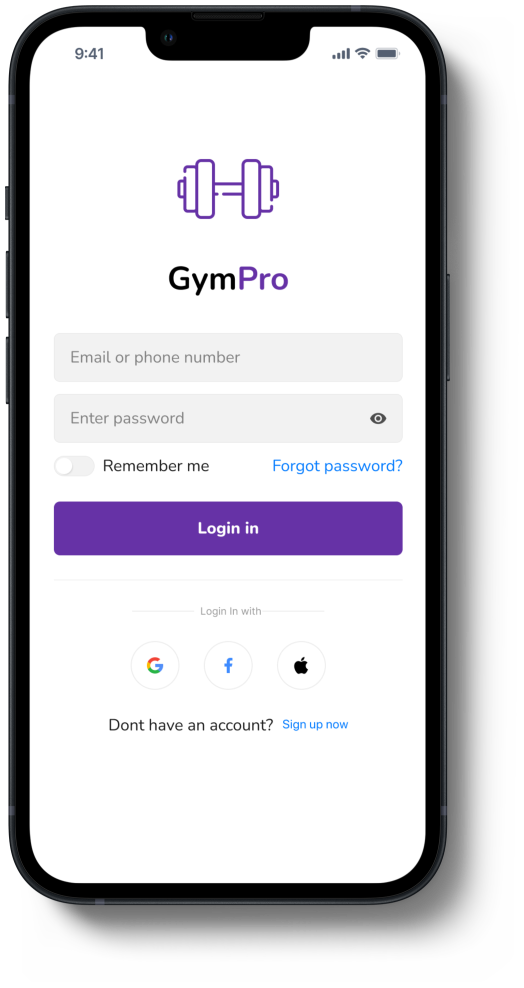 9:41
GymPro
Email or phone number
Enter password
Remember me Forgot password?
Login in
Login In with
Dont have an account? Sign up now